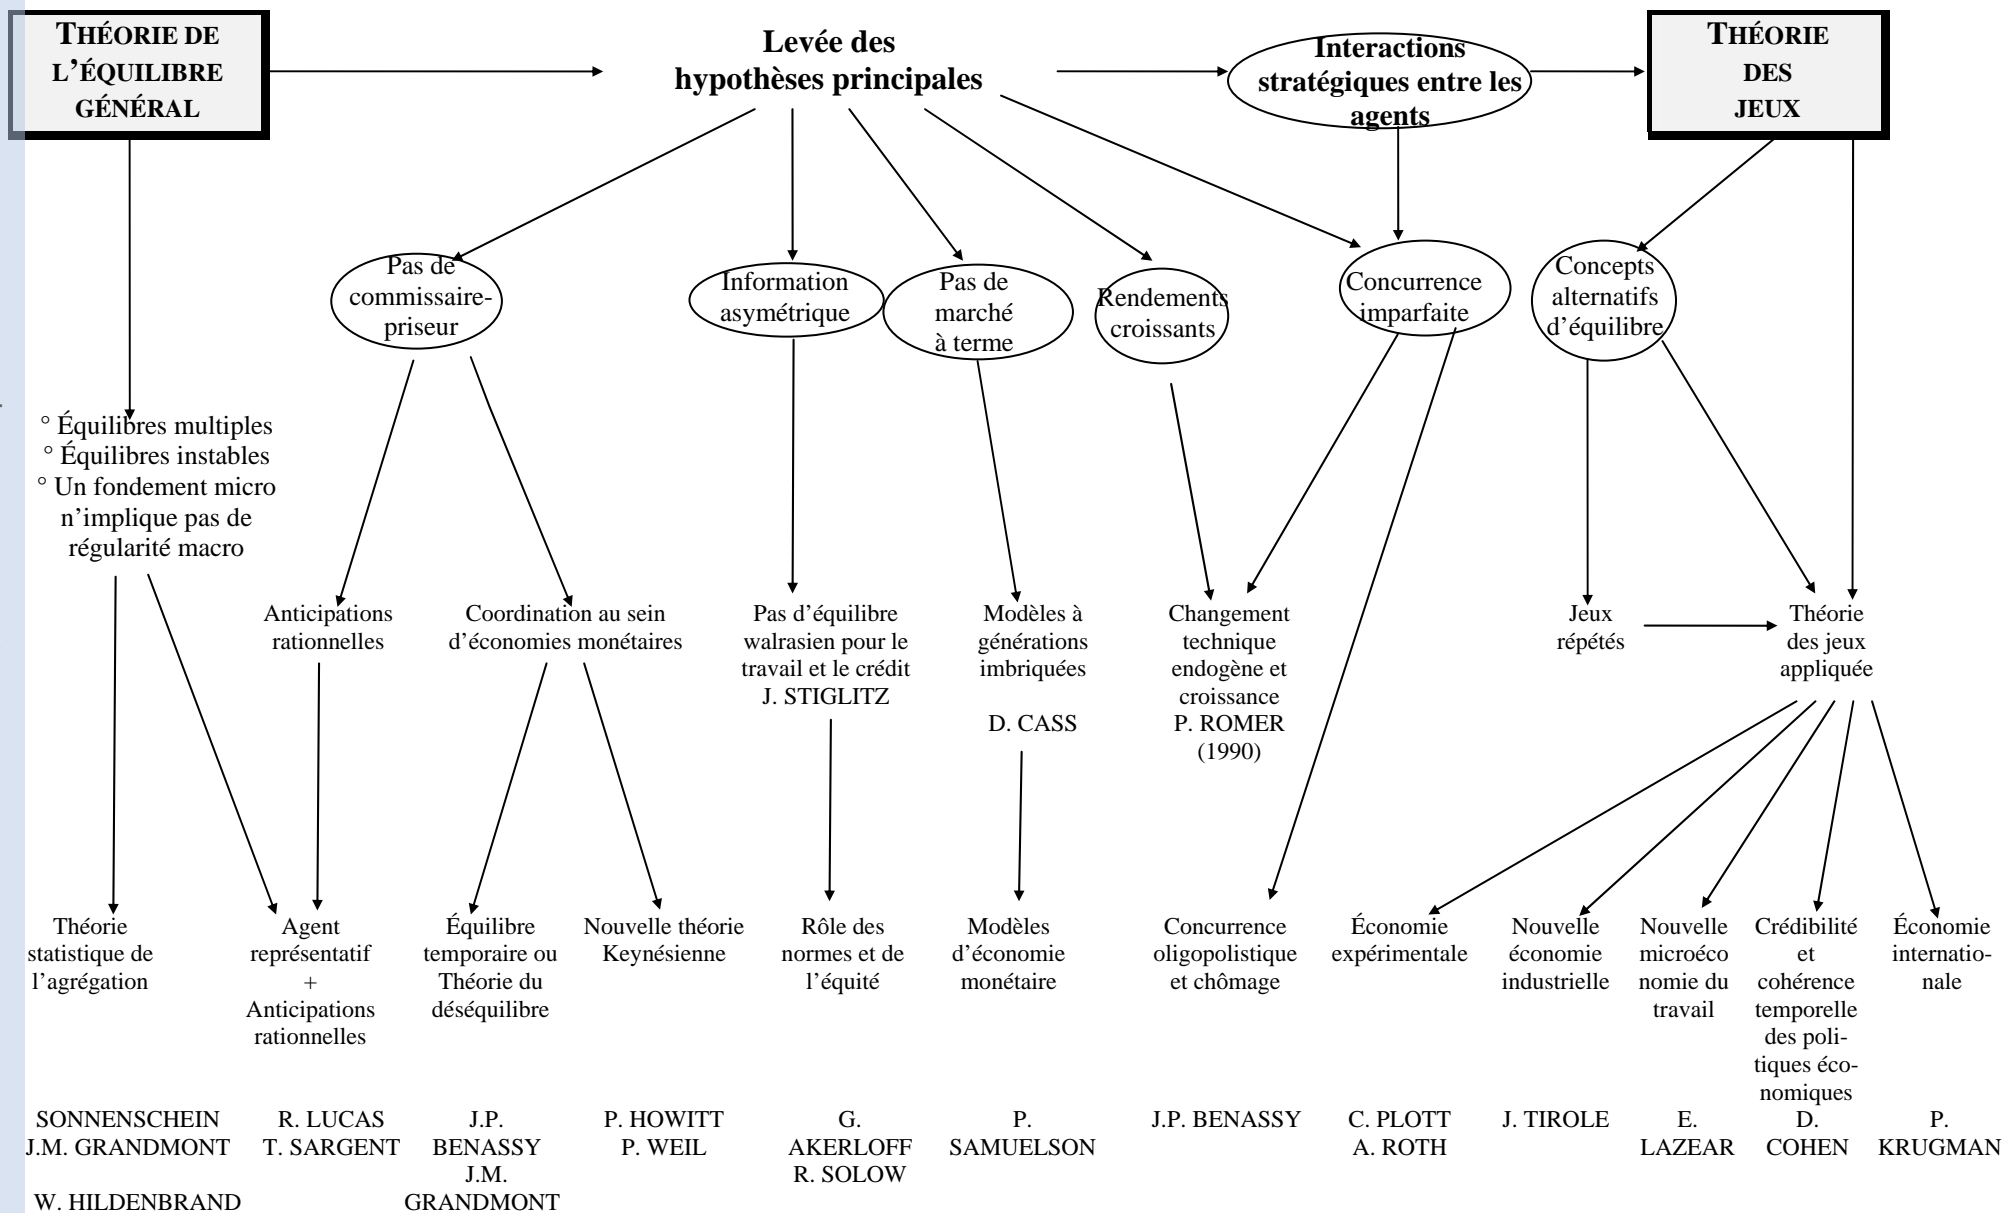 THÉORIE DE
L’ÉQUILIBRE
GÉNÉRAL
Levée des
hypothèses principales
Interactions
stratégiques entre les
agents
THÉORIE
DES
JEUX
Pas de
commissaire-
priseur
Information
asymétrique
Pas de
marché
à terme
Rendements
croissants
Concurrence
imparfaite
Concepts
alternatifs
d’équilibre
° Équilibres multiples
° Équilibres instables
° Un fondement micro
n’implique pas de
régularité macro
Anticipations
rationnelles
Coordination au sein
d’économies monétaires
Pas d’équilibre
walrasien pour le
travail et le crédit
J. STIGLITZ
Modèles à
générations
imbriquées
D. CASS
Changement
technique
endogène et
croissance
P. ROMER
(1990)
Jeux
répétés
Théorie
des jeux
appliquée
Théorie
statistique de
l’agrégation
Agent
représentatif
+
Anticipations
rationnelles
Équilibre
temporaire ou
Théorie du
déséquilibre
Nouvelle théorie
Keynésienne
Rôle des
normes et de
l’équité
Modèles
d’économie
monétaire
Concurrence
oligopolistique
et chômage
Économie
expérimentale
Nouvelle
économie
industrielle
Nouvelle
microéco
nomie du
travail
Crédibilité
et
cohérence
temporelle
des poli-
tiques éco-
nomiques
Économie
internatio-
nale
SONNENSCHEIN
J.M. GRANDMONT
W. HILDENBRAND
R. LUCAS
T. SARGENT
J.P.
BENASSY
J.M.
GRANDMONT
P. HOWITT
P. WEIL
G.
AKERLOFF
R. SOLOW
P.
SAMUELSON
J.P. BENASSY
C. PLOTT
A. ROTH
J. TIROLE
E.
LAZEAR
D.
COHEN
P.
KRUGMAN